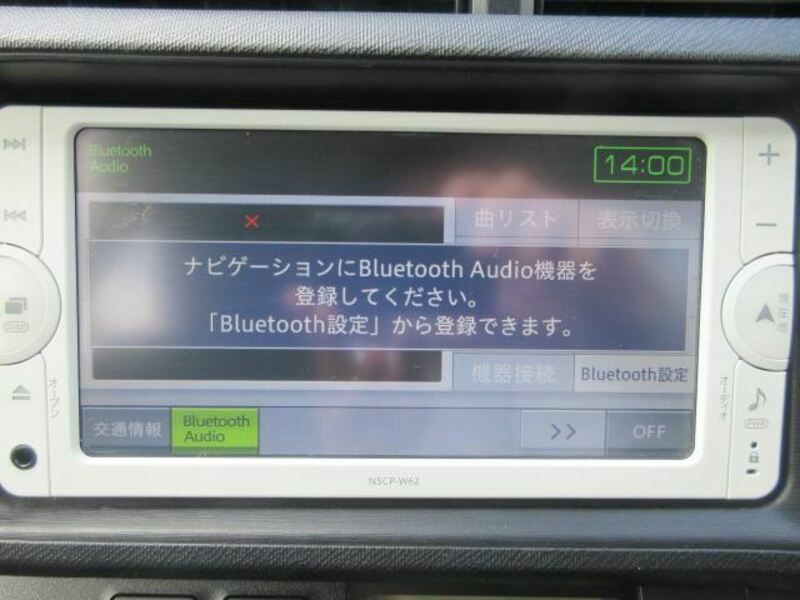 Bluetooth
Audio
14:00
曲リスト
表示切換
ナビゲーションにBluetooth Audio機器を
登録してください。
「Bluetooth設定」から登録できます。
機器接続
Bluetooth設定
交通情報
Bluetooth
Audio
>>
OFF
DISP
オープン
現在地
オーディオ
PWR
NSCP-W62